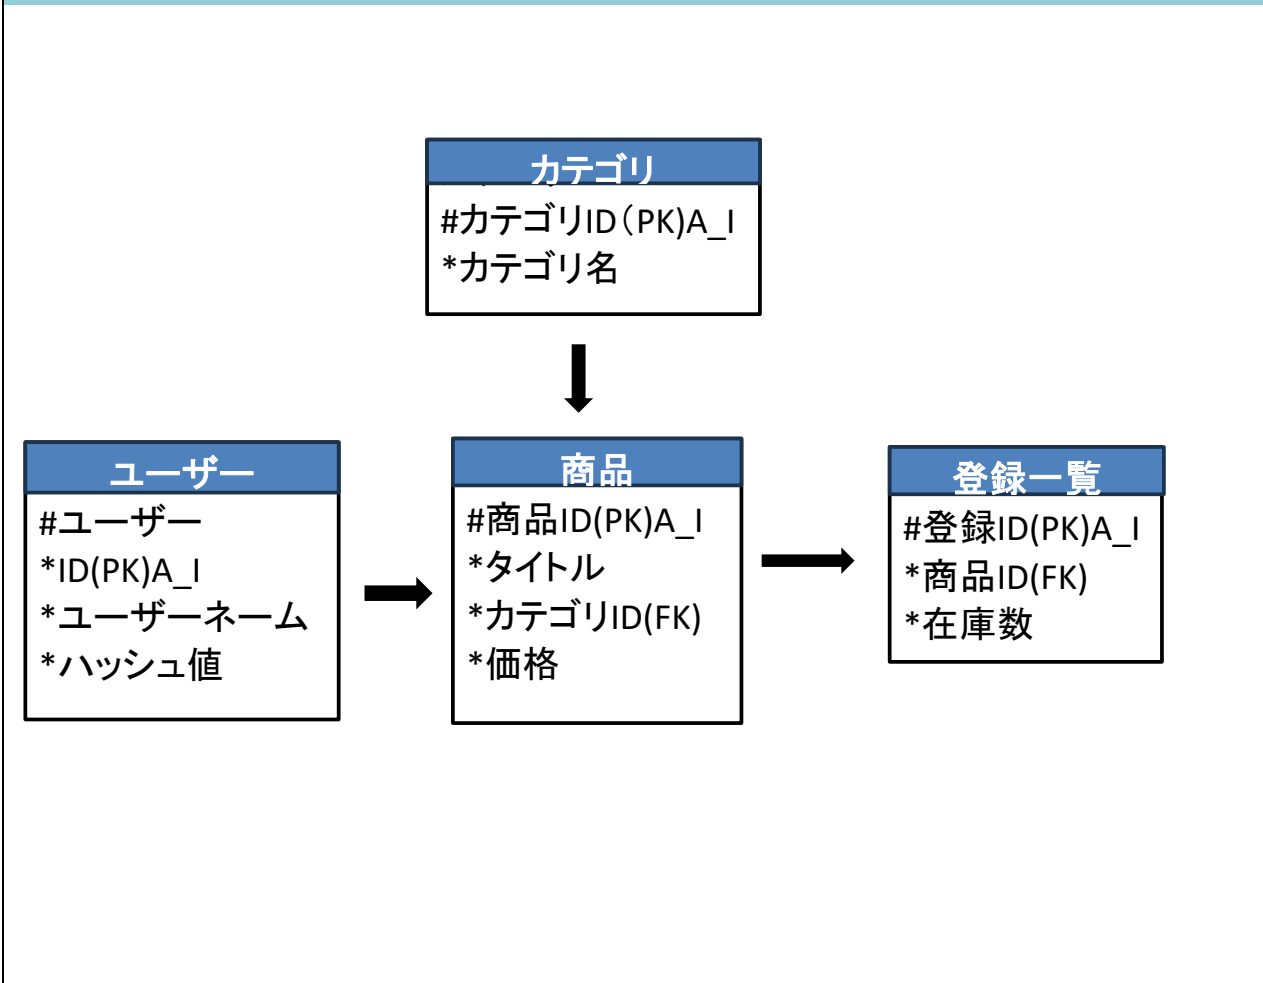 カテゴリ
#カテゴリID（PK)A_I
*カテゴリ名
ユーザー
#ユーザー
*ID(PK)A_I
*ユーザーネーム
*ハッシュ値
商品
#商品ID(PK)A_I
*タイトル
*カテゴリID(FK)
*価格
登録一覧
#登録ID(PK)A_I
*商品ID(FK)
*在庫数